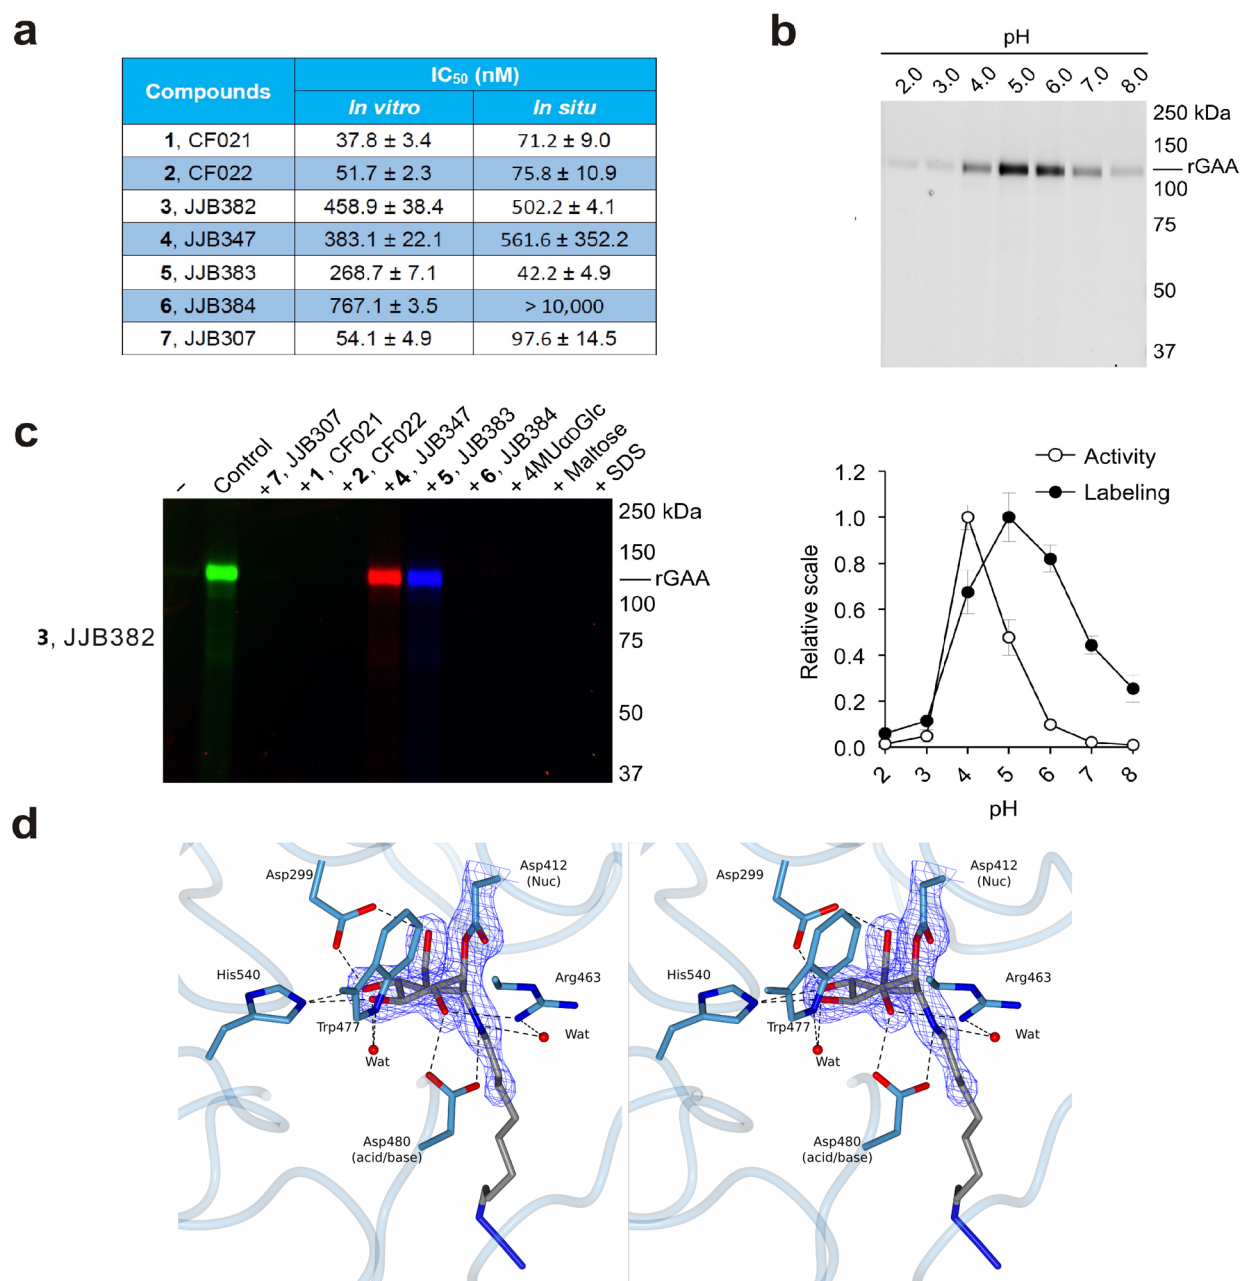 a
Compounds
IC₅₀ (nM)
In vitro
In situ
1, CF021 37.8 ± 3.4 71.2 ± 9.0
2, CF022 51.7 ± 2.3 75.8 ± 10.9
3, JJB382 458.9 ± 38.4 502.2 ± 4.1
4, JJB347 383.1 ± 22.1 561.6 ± 352.2
5, JJB383 268.7 ± 7.1 42.2 ± 4.9
6, JJB384 767.1 ± 3.5 > 10,000
7, JJB307 54.1 ± 4.9 97.6 ± 14.5
b
pH
2.0 3.0 4.0 5.0 6.0 7.0 8.0
250 kDa
150
rGAA
100
75
50
37
c
–
Control
+ 7, JJB307
+ 1, CF021
+ 2, CF022
+ 4, JJB347
+ 5, JJB383
+ 6, JJB384
+ 4MUαDGlc
+ Maltose
+ SDS
250 kDa
150
rGAA
100
75
50
37
3, JJB382
Activity
Labeling
Relative scale
1.2
1.0
0.8
0.6
0.4
0.2
0.0
2 3 4 5 6 7 8
pH
d
Asp299
Asp412
(Nuc)
His540
Arg463
Trp477
Wat
Wat
Asp480
(acid/base)
Asp299
Asp412
(Nuc)
His540
Arg463
Trp477
Wat
Wat
Asp480
(acid/base)